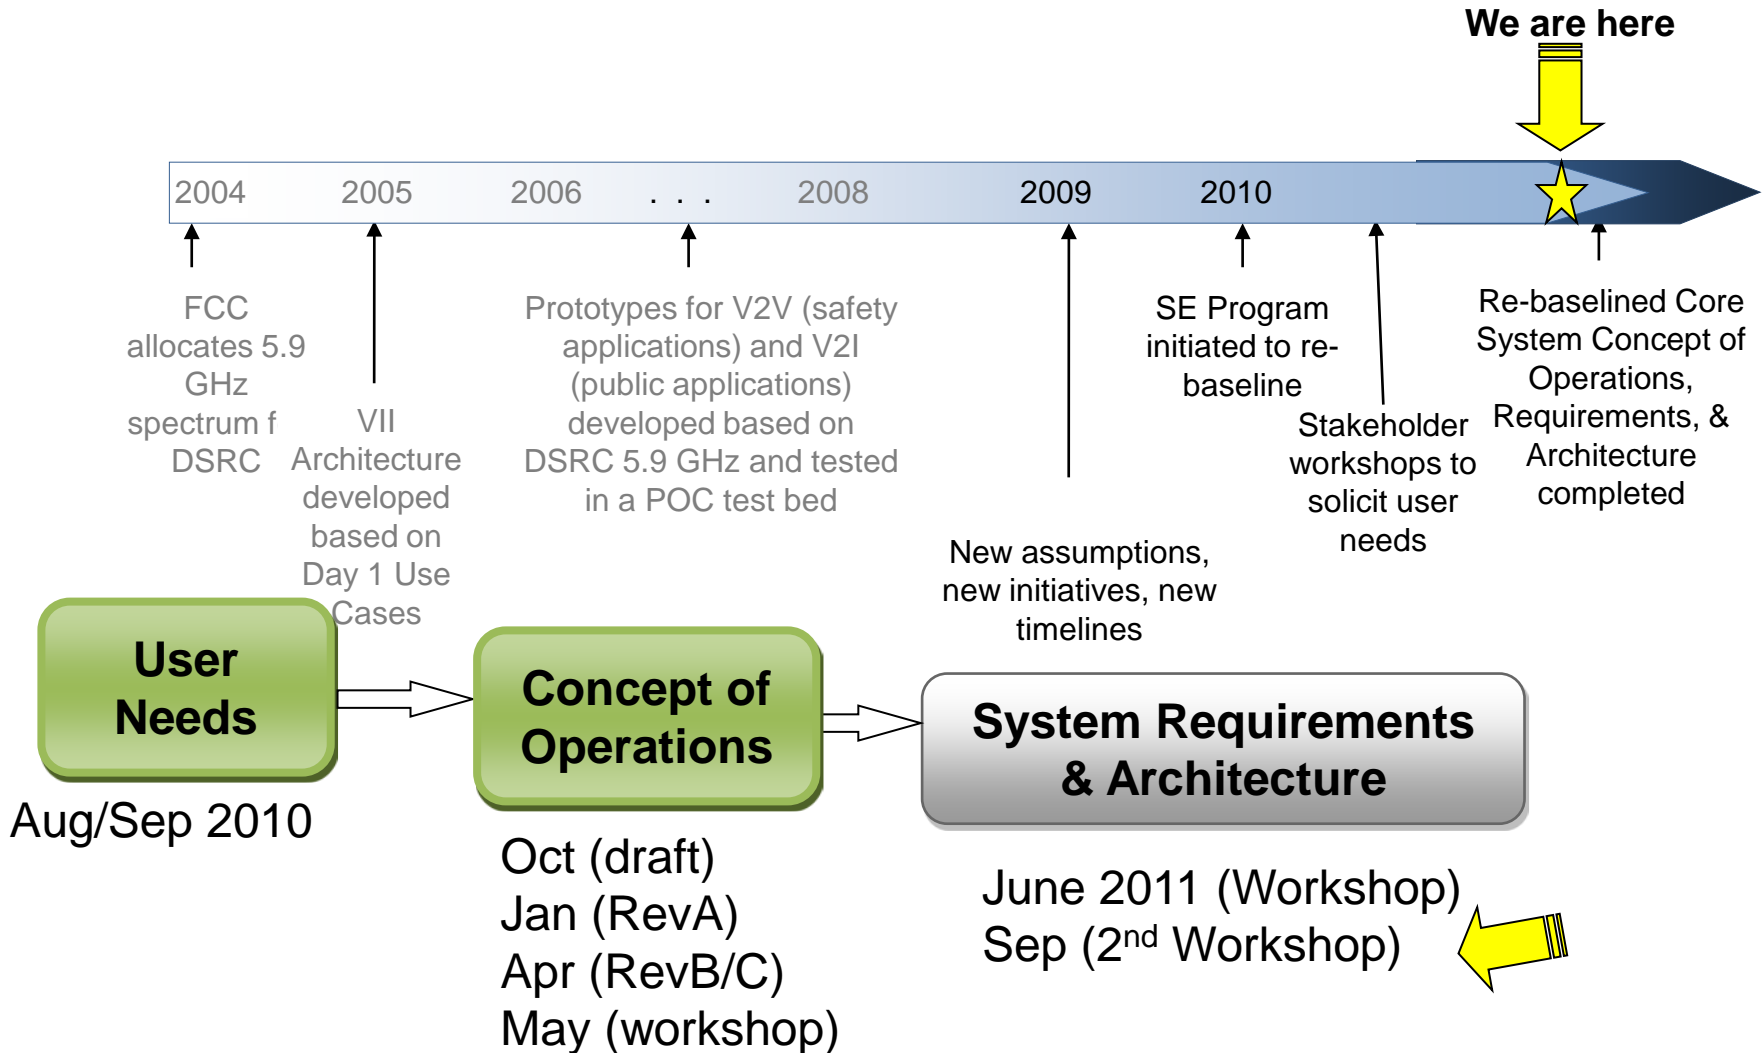 We are here
2004 2005 2006 . . . 2008 2009 2010
FCC
allocates 5.9
GHz
spectrum f
DSRC
VII
Architecture
developed
based on
Day 1 Use
Cases
Prototypes for V2V (safety
applications) and V2I
(public applications)
developed based on
DSRC 5.9 GHz and tested
in a POC test bed
New assumptions,
new initiatives, new
timelines
SE Program
initiated to re-
baseline
Stakeholder
workshops to
solicit user
needs
Re-baselined Core
System Concept of
Operations,
Requirements, &
Architecture
completed
User
Needs
Aug/Sep 2010
Concept of
Operations
Oct (draft)
Jan (RevA)
Apr (RevB/C)
May (workshop)
System Requirements
& Architecture
June 2011 (Workshop)
Sep (2nd Workshop)